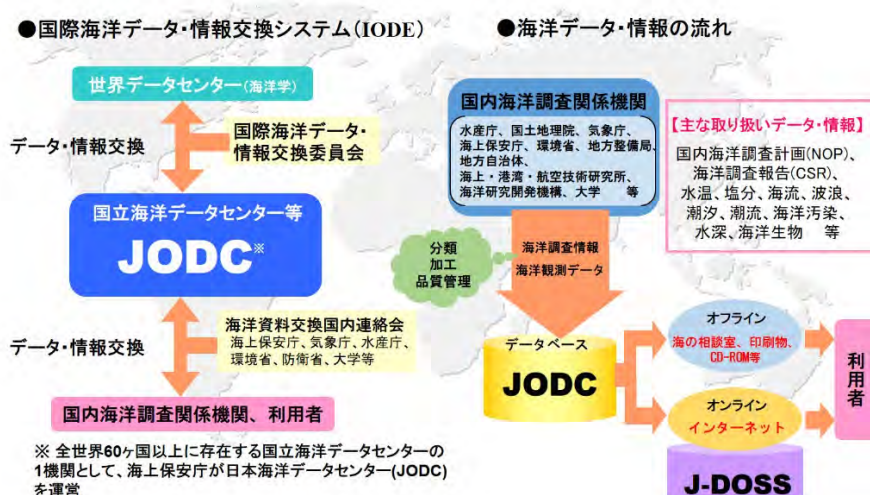 ●国際海洋データ・情報交換システム(IODE)
世界データセンター(海洋学)
データ・情報交換
国際海洋データ・
情報交換委員会
国立海洋データセンター等
JODC※
データ・情報交換
海洋資料交換国内連絡会
海上保安庁、気象庁、水産庁、
環境省、防衛省、大学等
国内海洋調査関係機関、利用者
※ 全世界60ヶ国以上に存在する国立海洋データセンターの
1機関として、海上保安庁が日本海洋データセンター(JODC)
を運営
●海洋データ・情報の流れ
国内海洋調査関係機関
水産庁、国土地理院、気象庁、
海上保安庁、環境省、地方整備局、
地方自治体、
海上・港湾・航空技術研究所、
海洋研究開発機構、大学 等
【主な取り扱いデータ・情報】
国内海洋調査計画(NOP)、
海洋調査報告(CSR)、
水温、塩分、海流、波浪、
潮汐、潮流、海洋汚染、
水深、海洋生物 等
分類
加工
品質管理
海洋調査情報
海洋観測データ
データベース
JODC
オフライン
海の相談室、印刷物、
CD-ROM等
オンライン
インターネット
J-DOSS
利用者